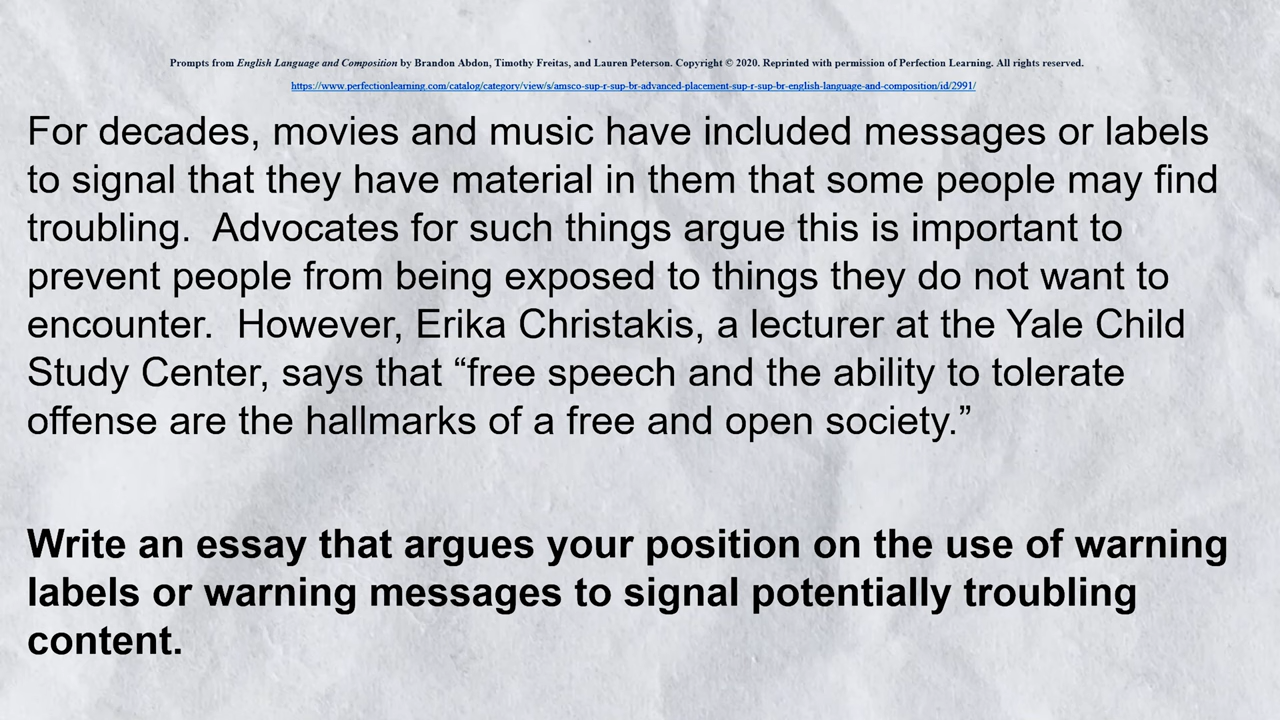 Prompts from English Language and Composition by Brandon Abdon, Timothy Freitas, and Lauren Peterson. Copyright © 2020. Reprinted with permission of Perfection Learning. All rights reserved.
https://www.perfectionlearning.com/catalog/category/view/s/amsco-sup-r-sup-br-advanced-placement-sup-r-sup-br-english-language-and-composition/id/2991/
For decades, movies and music have included messages or labels
to signal that they have material in them that some people may find
troubling.  Advocates for such things argue this is important to
prevent people from being exposed to things they do not want to
encounter.  However, Erika Christakis, a lecturer at the Yale Child
Study Center, says that “free speech and the ability to tolerate
offense are the hallmarks of a free and open society.”
Write an essay that argues your position on the use of warning
labels or warning messages to signal potentially troubling
content.